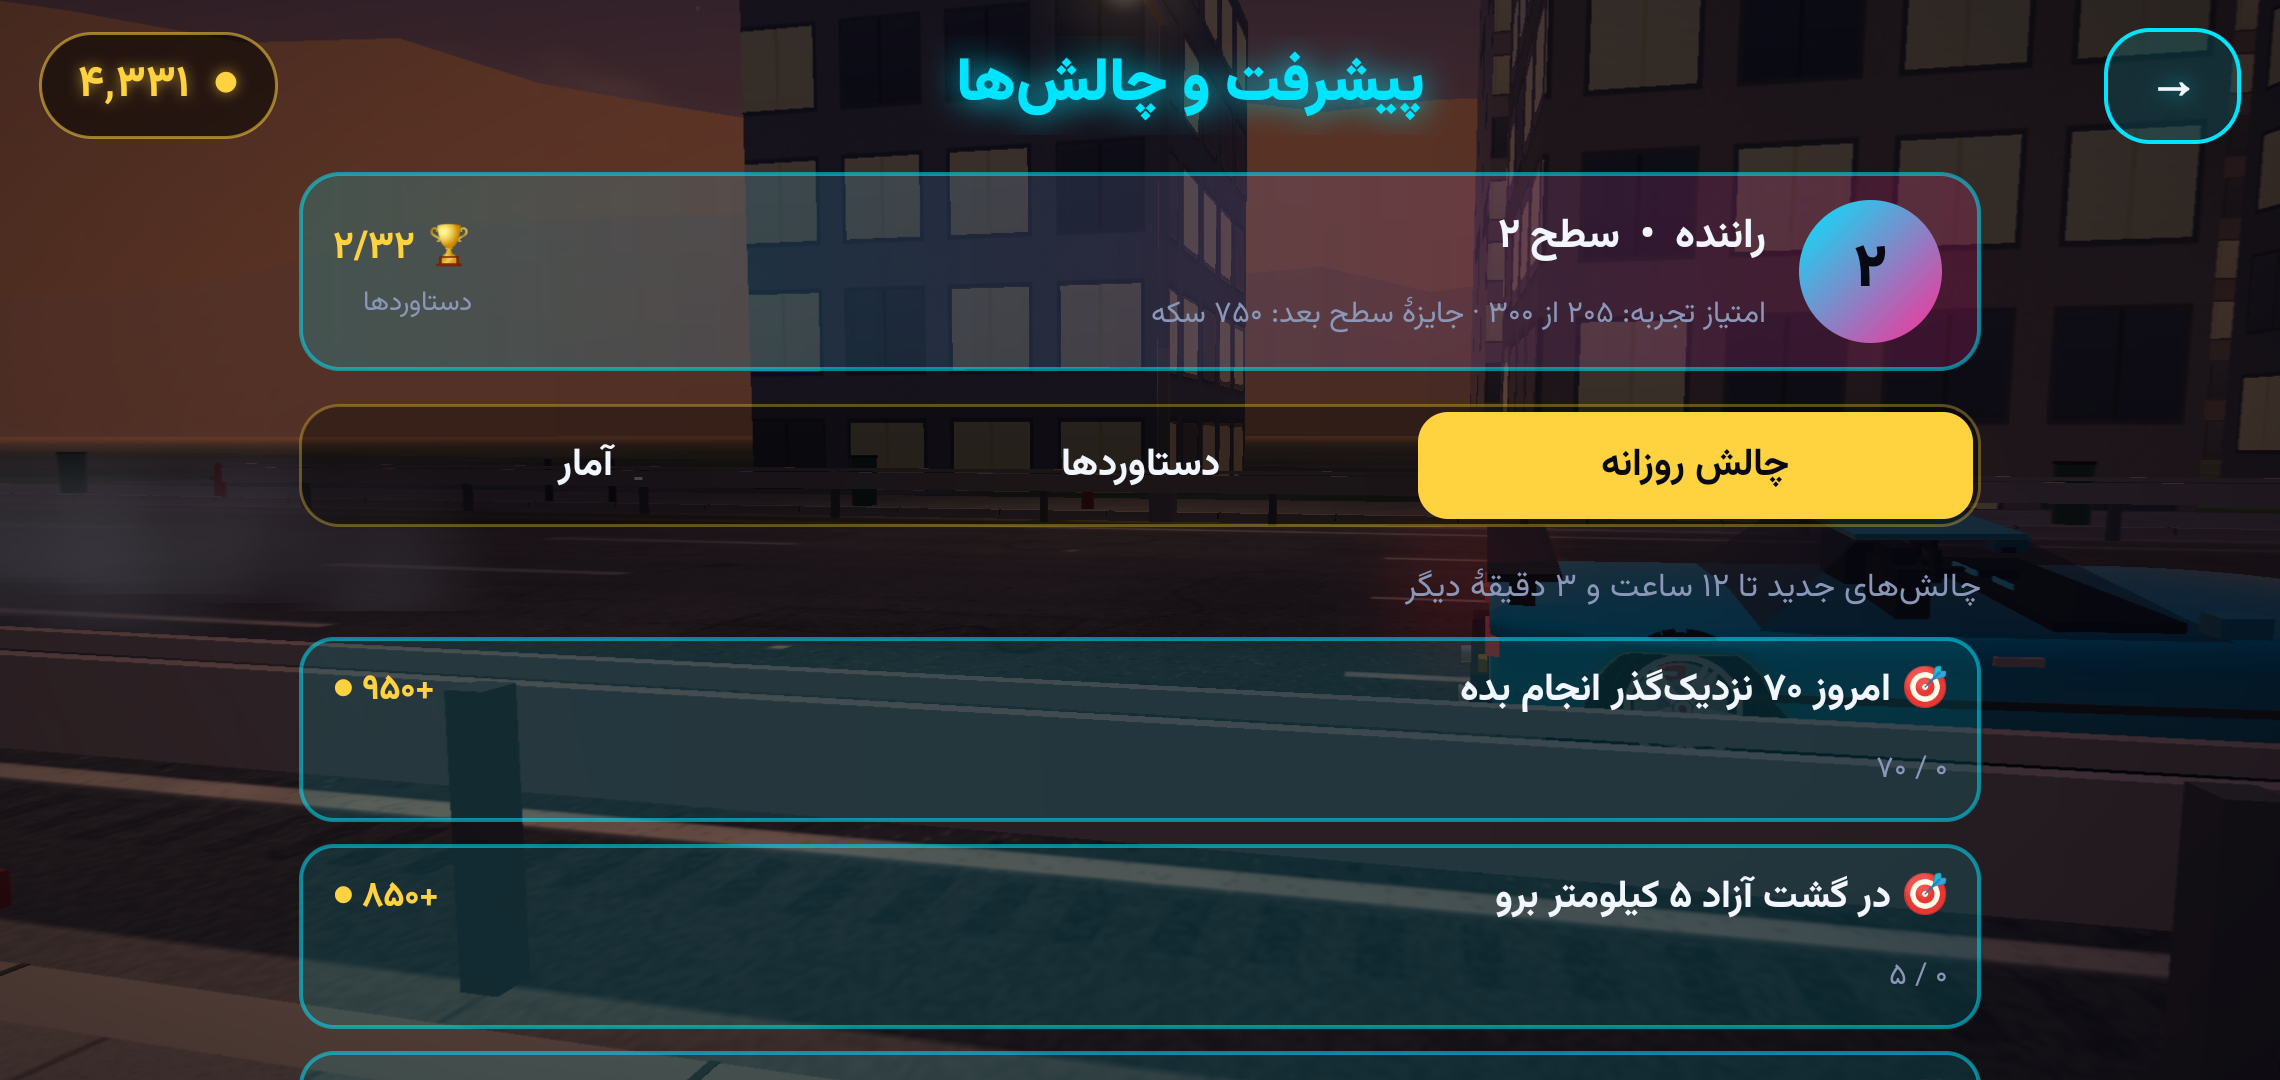 →
پیشرفت و چالش‌ها
۴,۳۳۱
۲
راننده • سطح ۲
امتیاز تجربه: ۲۰۵ از ۳۰۰ · جایزهٔ سطح بعد: ۷۵۰ سکه
۲/۳۲
دستاوردها
چالش روزانه
دستاوردها
آمار
چالش‌های جدید تا ۱۲ ساعت و ۳ دقیقهٔ دیگر
امروز ۷۰ نزدیک‌گذر انجام بده
+۹۵۰
۰ / ۷۰
در گشت آزاد ۵ کیلومتر برو
+۸۵۰
۰ / ۵